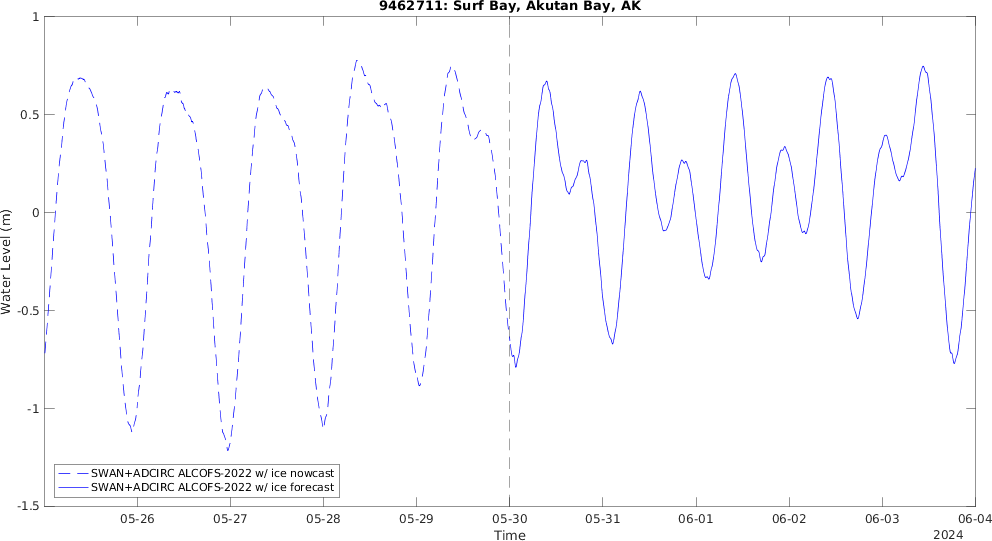 9462711: Surf Bay, Akutan Bay, AK
1
0.5
0
-0.5
-1
-1.5
Water Level (m)
SWAN+ADCIRC ALCOFS-2022 w/ ice nowcast
SWAN+ADCIRC ALCOFS-2022 w/ ice forecast
05-26 05-27 05-28 05-29 05-30 05-31 06-01 06-02 06-03 06-04
Time
2024